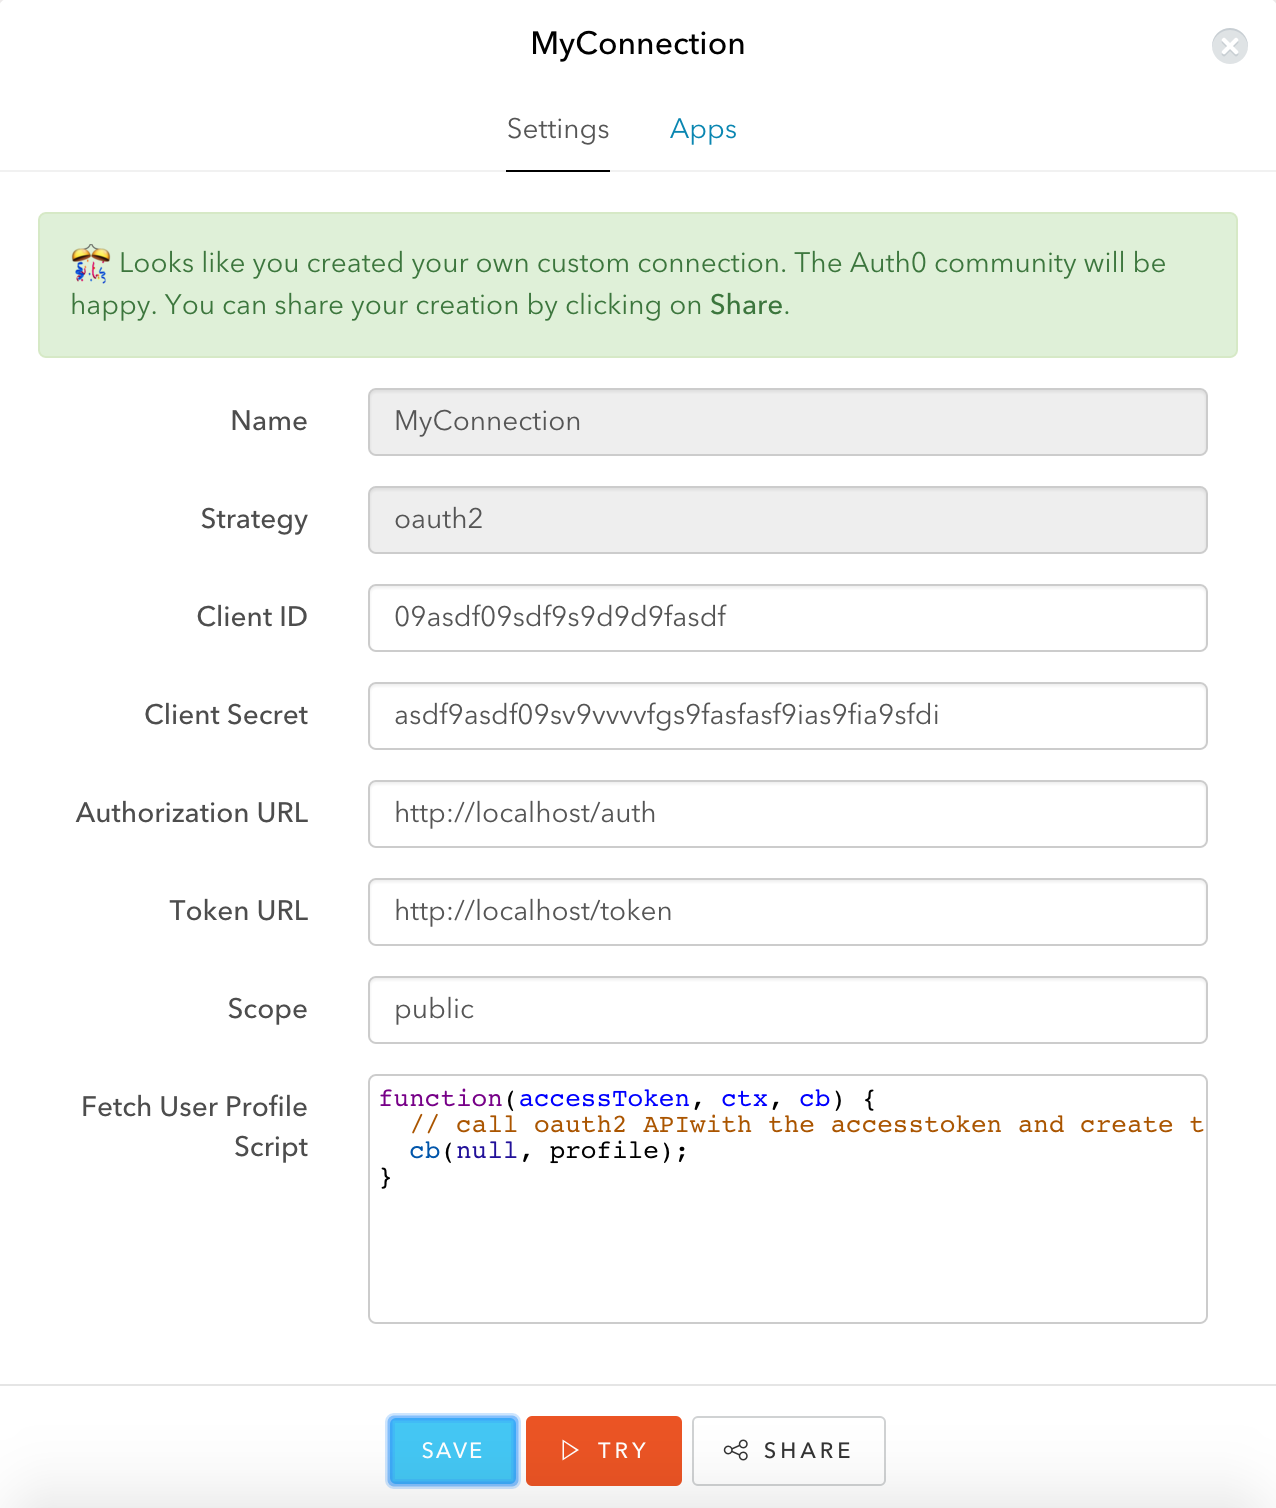 MyConnection
Settings Apps
Looks like you created your own custom connection. The Auth0 community will be
happy. You can share your creation by clicking on Share.
Name MyConnection
Strategy oauth2
Client ID 09asdf09sdf9s9d9d9fasdf
Client Secret asdf9asdf09sv9vvvvfgs9fasfasf9ias9fia9sfdi
Authorization URL http://localhost/auth
Token URL http://localhost/token
Scope public
Fetch User Profile
Script
function(accessToken, ctx, cb) {
// call oauth2 APIwith the accesstoken and create t
cb(null, profile);
}
SAVE TRY SHARE